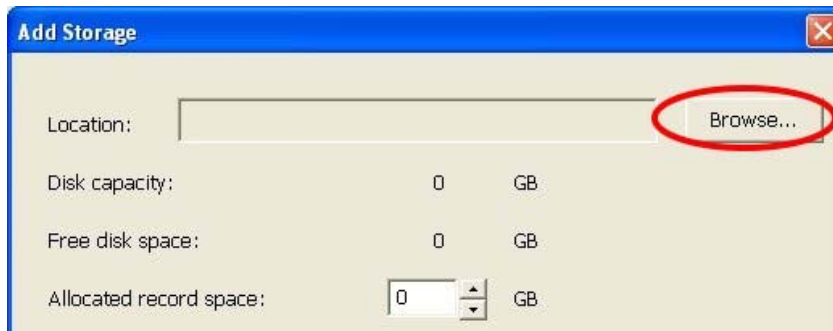 Add Storage
Location: Browse...
Disk capacity: 0 GB
Free disk space: 0 GB
Allocated record space: 0 GB